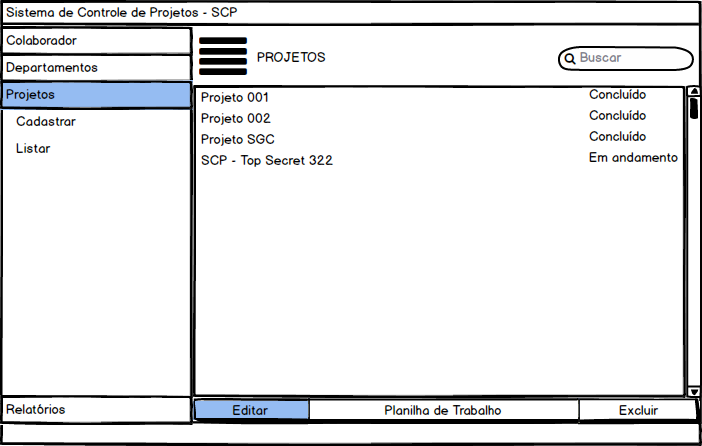 Sistema de Controle de Projetos - SCP
Colaborador
Departamentos
Projetos
Cadastrar
Listar
Relatórios
PROJETOS
Buscar
Projeto 001 Concluído
Projeto 002 Concluído
Projeto SGC Concluído
SCP - Top Secret 322 Em andamento
Editar Planilha de Trabalho Excluir